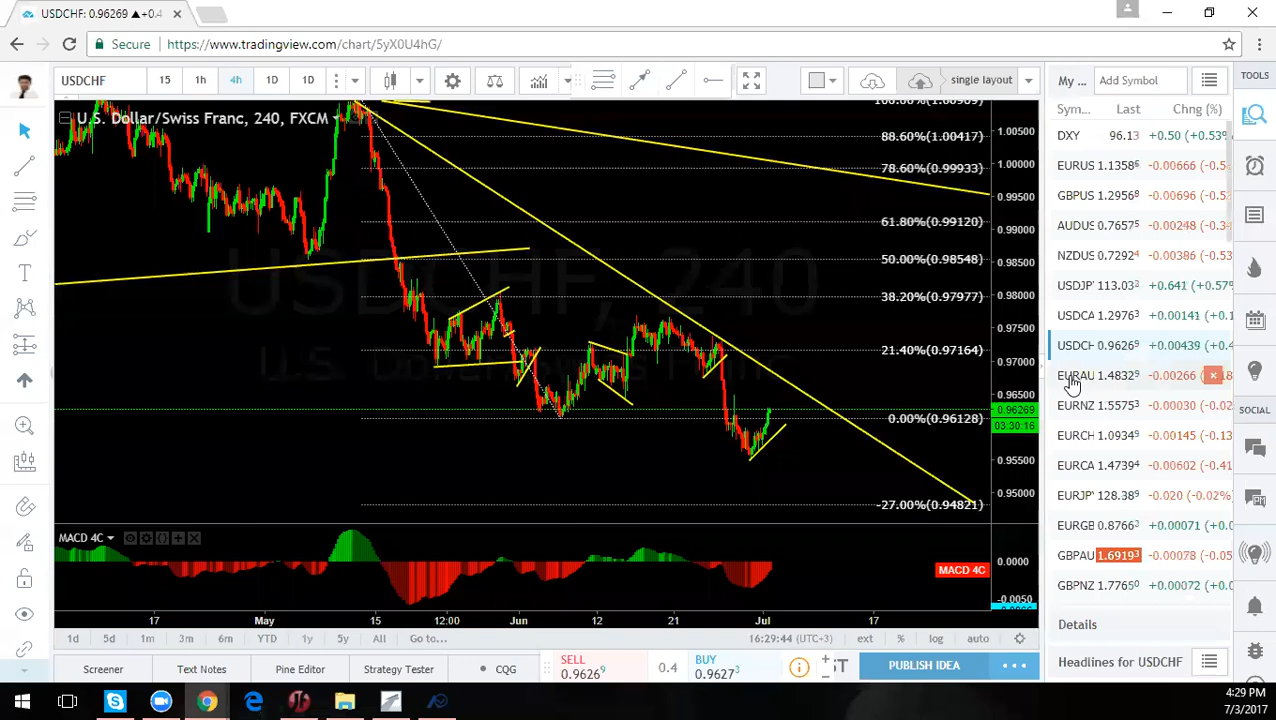 USDCHF: 0.96269 ▲+0.4
Secure
https://www.tradingview.com/chart/5yX0U4hG/
USDCHF 15 1h 4h 1D 1D single layout My ... Add Symbol TOOLS
U.S. Dollar/Swiss Franc, 240, FXCM
USDCHF, 240
100.00%(1.00909)
88.60%(1.00417)
78.60%(0.99933)
61.80%(0.99120)
50.00%(0.98548)
38.20%(0.97977)
21.40%(0.97164)
0.00%(0.96128)
-27.00%(0.94821)
1.00500
1.00000
0.99500
0.99000
0.98500
0.98000
0.97500
0.97000
0.96500
0.96269
03:30:16
0.95500
0.95000
sn... Last Chng (%)
DXY 96.13 +0.50 (+0.53%
EURUS 1.1358⁶ -0.00666 (-0.5
GBPUS 1.2956⁸ -0.00696 (-0.5
AUDUS 0.7657⁵ -0.00248 (-0.3
NZDUS 0.7292⁴ -0.00386 (-0.5
USDJP 113.03² +0.641 (+0.57%
USDCA 1.2976³ +0.00141 (+0.1
USDCF 0.9626
EURAU 1.4832⁹ -0.00266
EURNZ 1.5575³ -0.00030 (-0.02
EURCH 1.0934⁹ -0.00145 (-0.13
EURCA 1.4739⁴ -0.00602 (-0.41
EURJP 128.38⁹ -0.020 (-0.02%
EURGB 0.8766³ +0.00071 (+0.0
GBPAU 1.6919³ -0.00078 (-0.05
GBPNZ 1.7765⁰ +0.00072 (+0.0
SOCIAL
MACD 4C
0.0000
MACD 4C
-0.0050
17 May 15 12:00 Jun 12 21 Jul 17
Details
1d 5d 1m 3m 6m YTD 1y 5y All Go to... 16:29:44 (UTC+3) ext % log auto
Headlines for USDCHF
Screener Text Notes Pine Editor Strategy Tester CQG
SELL
0.9626⁹
0.4
BUY
0.9627³
ST
PUBLISH IDEA
4:29 PM
7/3/2017